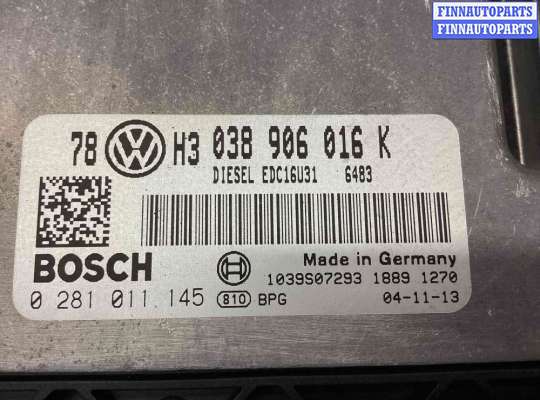 FINNAUTOPARTS
FINNAUTOPARTS
78 VW H3 038 906 016 K
DIESEL EDC16U31 6483
BOSCH
Made in Germany
1039S07293 1889 1270
0 281 011 145 810 BPG 04-11-13